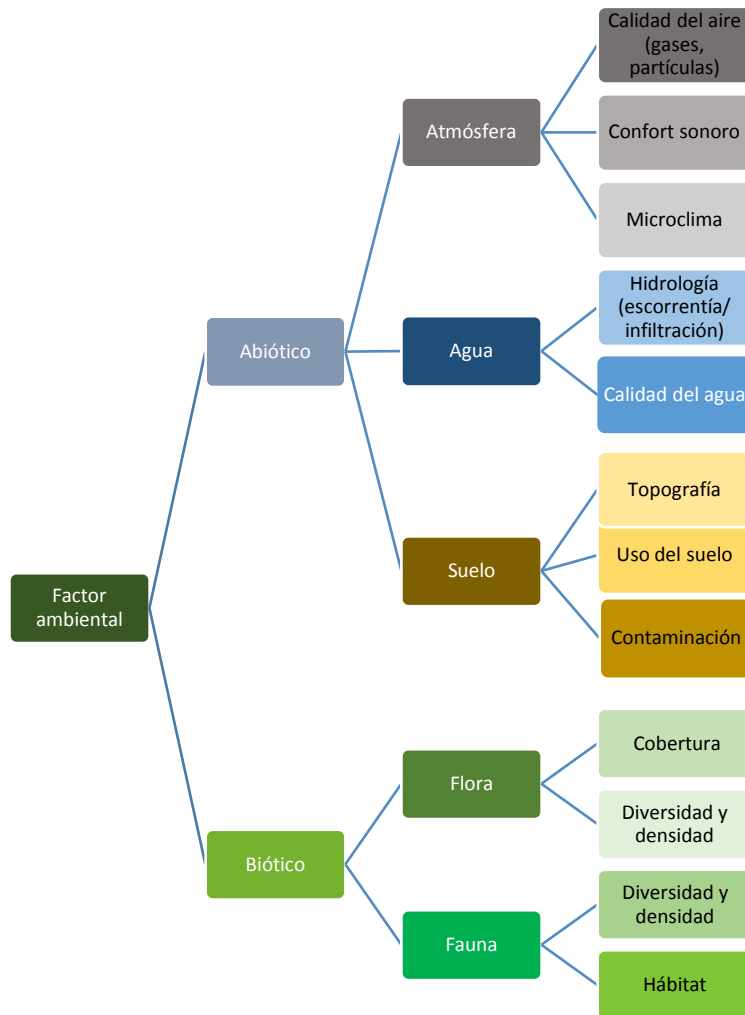 Calidad del aire
(gases,
partículas)
Atmósfera
Confort sonoro
Microclima
Hidrología
(escorrentía/
infiltración)
Abiótico
Agua
Calidad del agua
Topografía
Uso del suelo
Suelo
Contaminación
Factor
ambiental
Cobertura
Flora
Diversidad y
densidad
Biótico
Diversidad y
densidad
Fauna
Hábitat